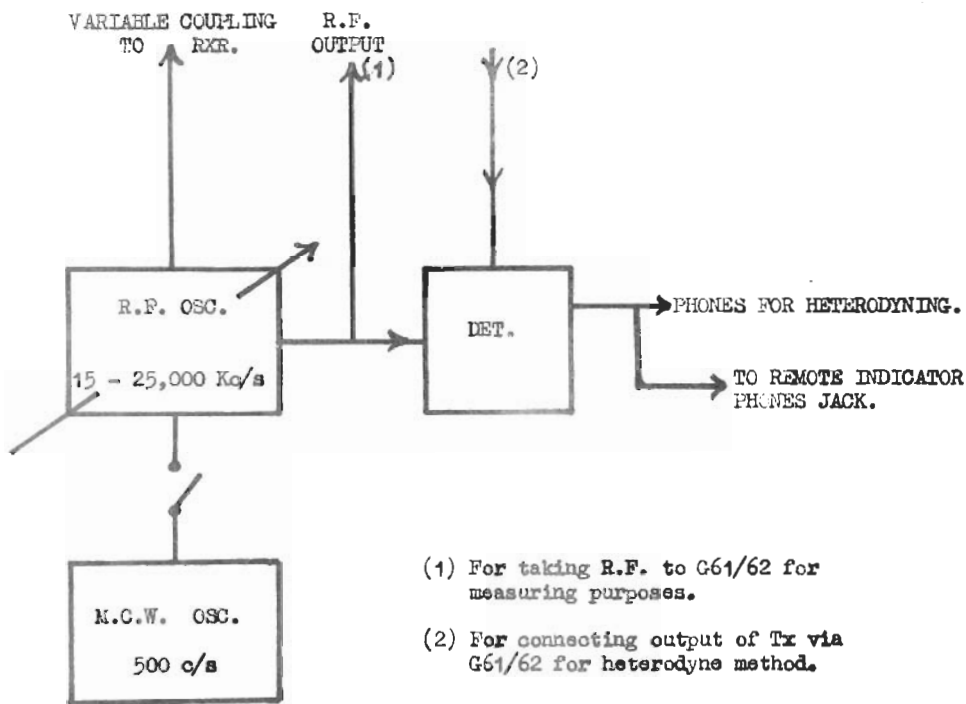 VARIABLE COUPLING
TO RXR.
R.F.
OUTPUT
(1)
(2)
R.F. OSC.
15 - 25,000 Kc/s
DET.
PHONES FOR HETERODYNING.
TO REMOTE INDICATOR
PHONES JACK.
M.C.W. OSC.
500 c/s
(1) For taking R.F. to G61/62 for
measuring purposes.
(2) For connecting output of Tx via
G61/62 for heterodyne method.